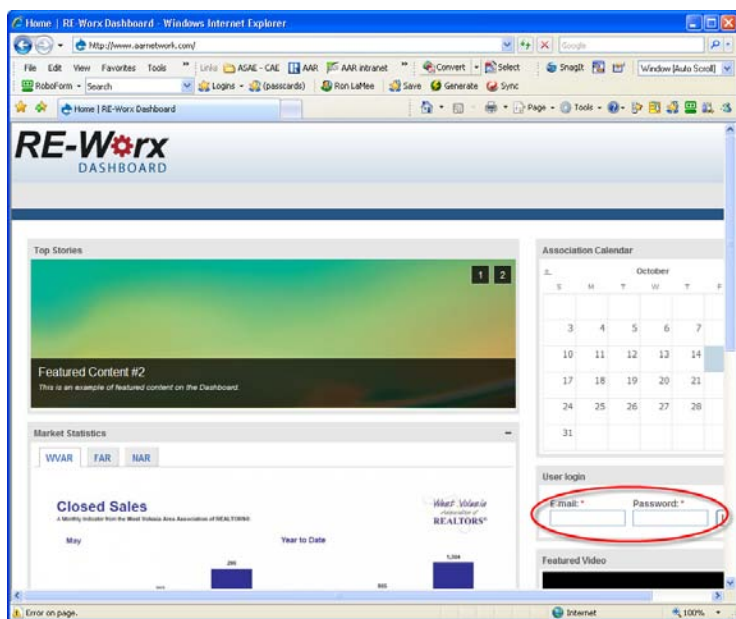 Home | RE-Worx Dashboard - Windows Internet Explorer
http://www.aarnetwork.com/
Google
File Edit View Favorites Tools » Links ASAE - CAE AAR AAR intranet » Convert Select SnagIt Window [Auto Scroll]
RoboForm Search Logins (passcards) Ron LaMee Save Generate Sync
Home | RE-Worx Dashboard
Page Tools
RE-Worx
DASHBOARD
Top Stories
1 2
Featured Content #2
This is an example of featured content on the Dashboard.
Association Calendar
« October
S M T W T F
3 4 5 6 7
10 11 12 13 14
17 18 19 20 21
24 25 26 27 28
31
Market Statistics
WVAR FAR NAR
Closed Sales
A Monthly Indicator from the West Volusia Area Association of REALTORS®
West Volusia
Association of
REALTORS®
May
Year to Date
1,304
User login
E-mail: * Password: *
Featured Video
Error on page.
Internet
100%